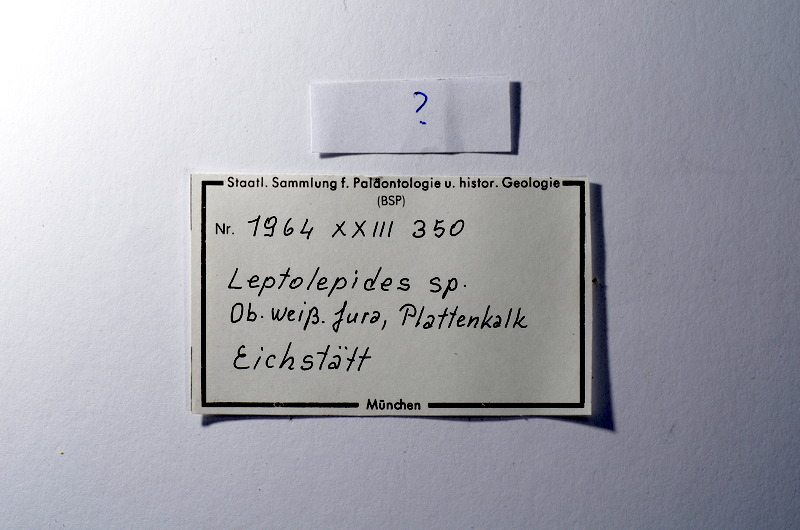 ?
Staatl. Sammlung f. Paläontologie u. histor. Geologie
(BSP)
Nr. 1964 XXIII 350
Leptolepides sp.
Ob. weiß. Jura, Plattenkalk
Eichstätt
München